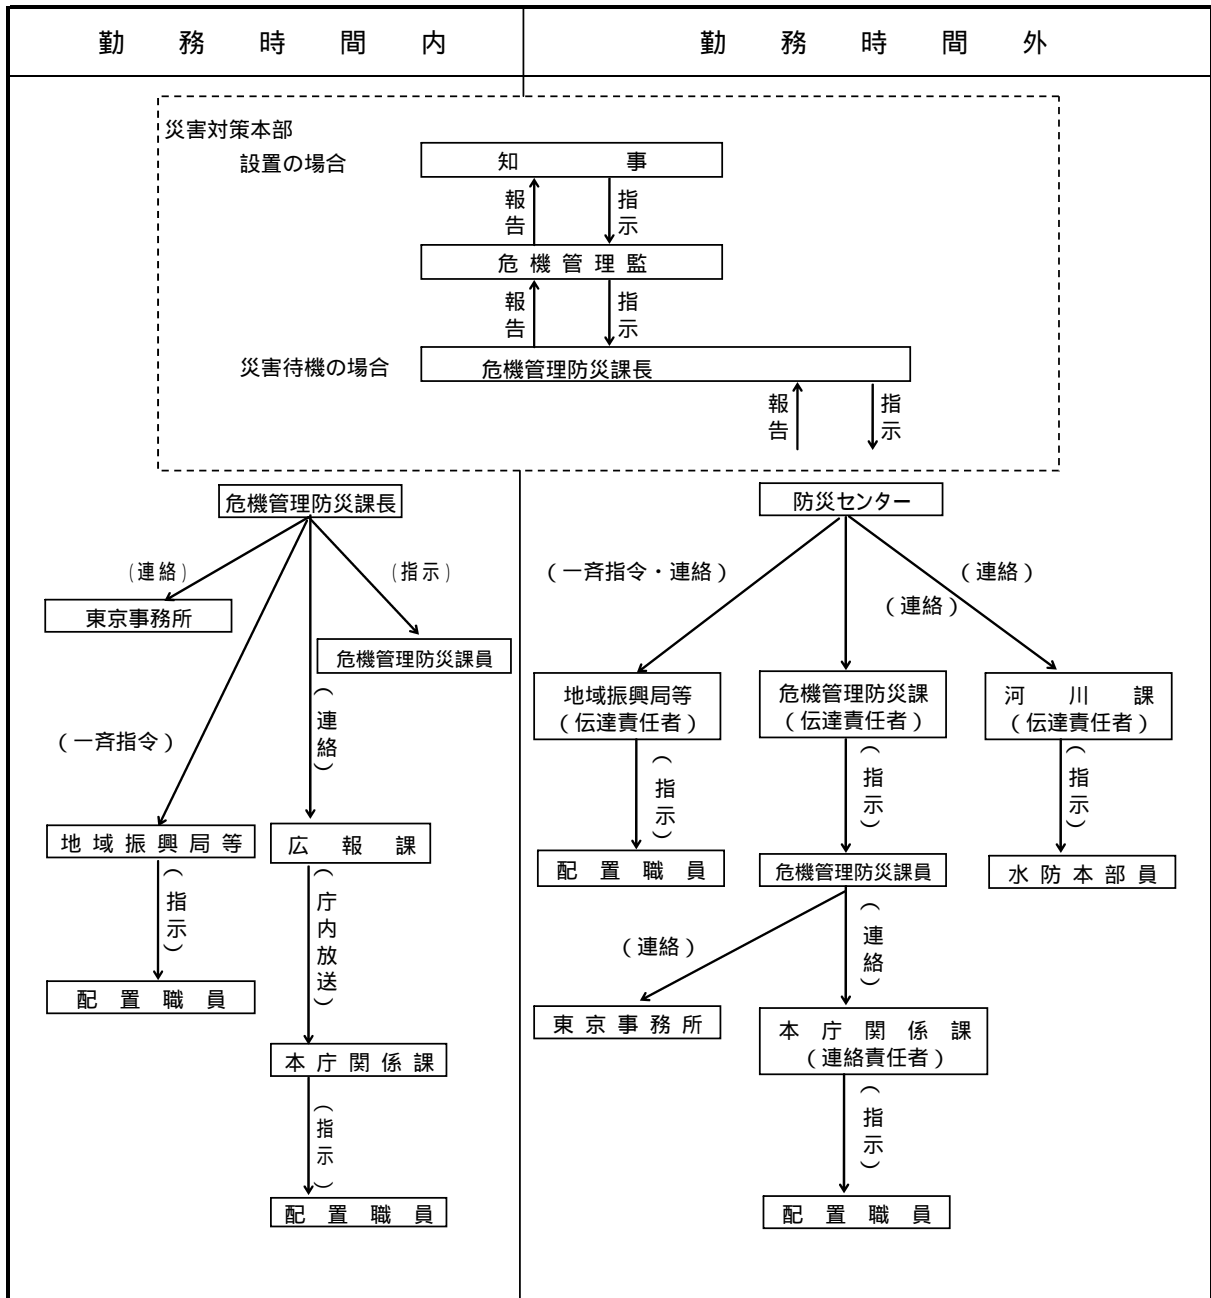 勤務時間内
勤務時間外
災害対策本部
設置の場合
知事
報告
指示
危機管理監
報告
指示
災害待機の場合
危機管理防災課長
報告
指示
危機管理防災課長
(連絡)
(指示)
東京事務所
危機管理防災課員
(一斉指令)
(連絡)
地域振興局等
広報課
(指示)
(庁内放送)
配置職員
本庁関係課
(指示)
配置職員
防災センター
(一斉指令・連絡)
(連絡)
(連絡)
地域振興局等
(伝達責任者)
危機管理防災課
(伝達責任者)
河川課
(伝達責任者)
(指示)
(指示)
(指示)
配置職員
危機管理防災課員
水防本部員
(連絡)
(連絡)
東京事務所
本庁関係課
(連絡責任者)
(指示)
配置職員